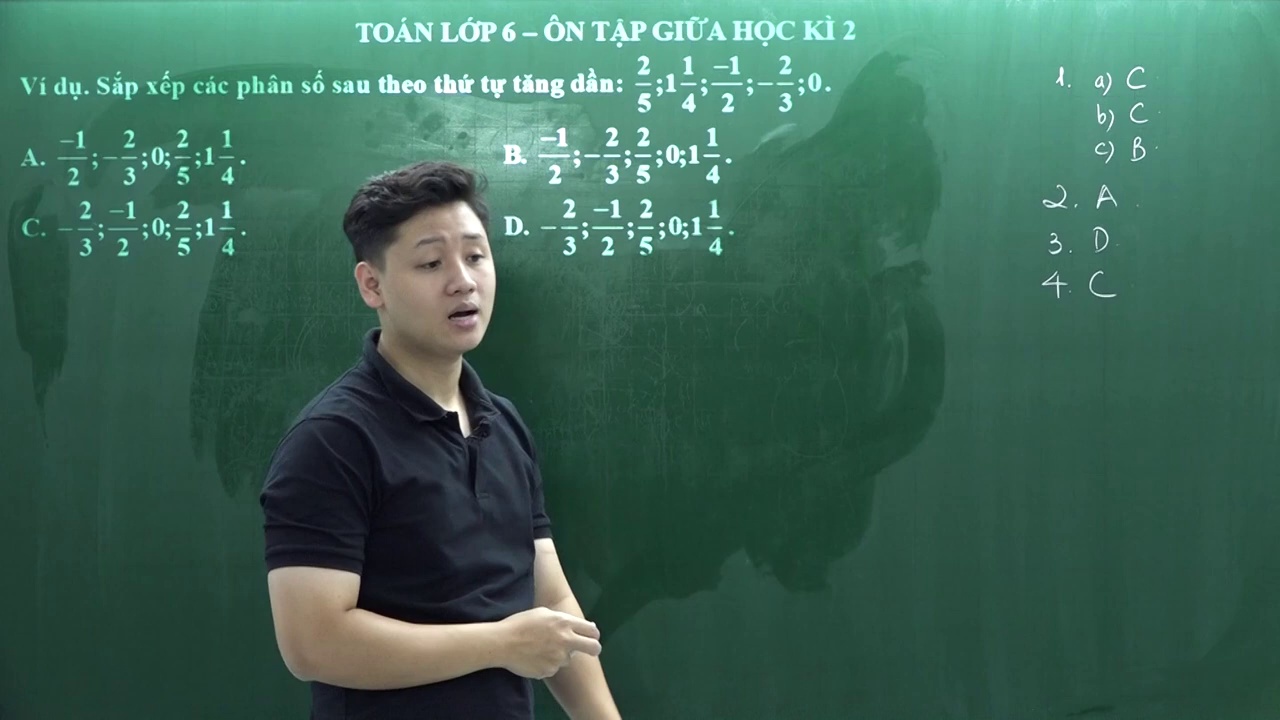 TOÁN LỚP 6 – ÔN TẬP GIỮA HỌC KÌ 2
Ví dụ. Sắp xếp các phân số sau theo thứ tự tăng dần: 2/5; 1 1/4; −1/2; −2/3; 0.
A. −1/2; −2/3; 0; 2/5; 1 1/4.
B. −1/2; −2/3; 2/5; 0; 1 1/4.
C. −2/3; −1/2; 0; 2/5; 1 1/4.
D. −2/3; −1/2; 2/5; 0; 1 1/4.
1. a) C
b) C
c) B
2. A
3. D
4. C